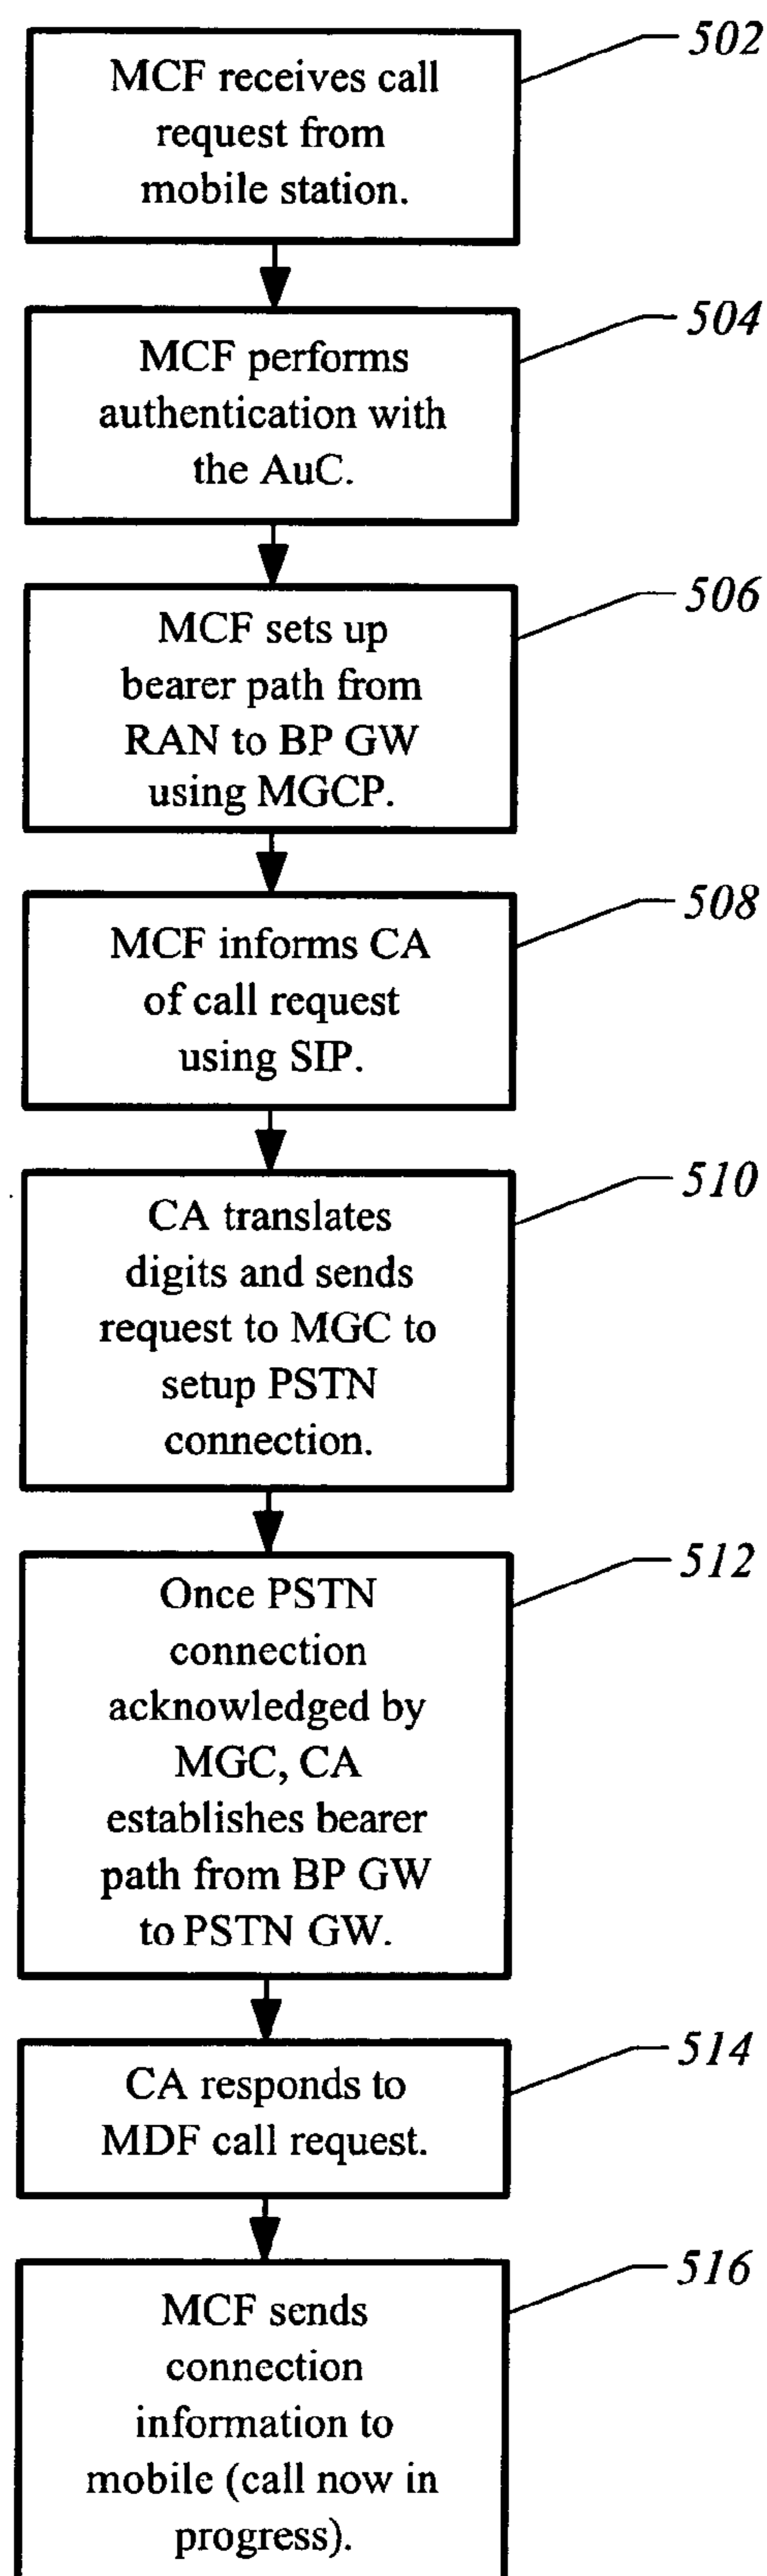 502
MCF receives call
request from
mobile station.
504
MCF performs
authentication with
the AuC.
506
MCF sets up
bearer path from
RAN to BP GW
using MGCP.
508
MCF informs CA
of call request
using SIP.
510
CA translates
digits and sends
request to MGC to
setup PSTN
connection.
512
Once PSTN
connection
acknowledged by
MGC, CA
establishes bearer
path from BP GW
to PSTN GW.
514
CA responds to
MDF call request.
516
MCF sends
connection
information to
mobile (call now in
progress).